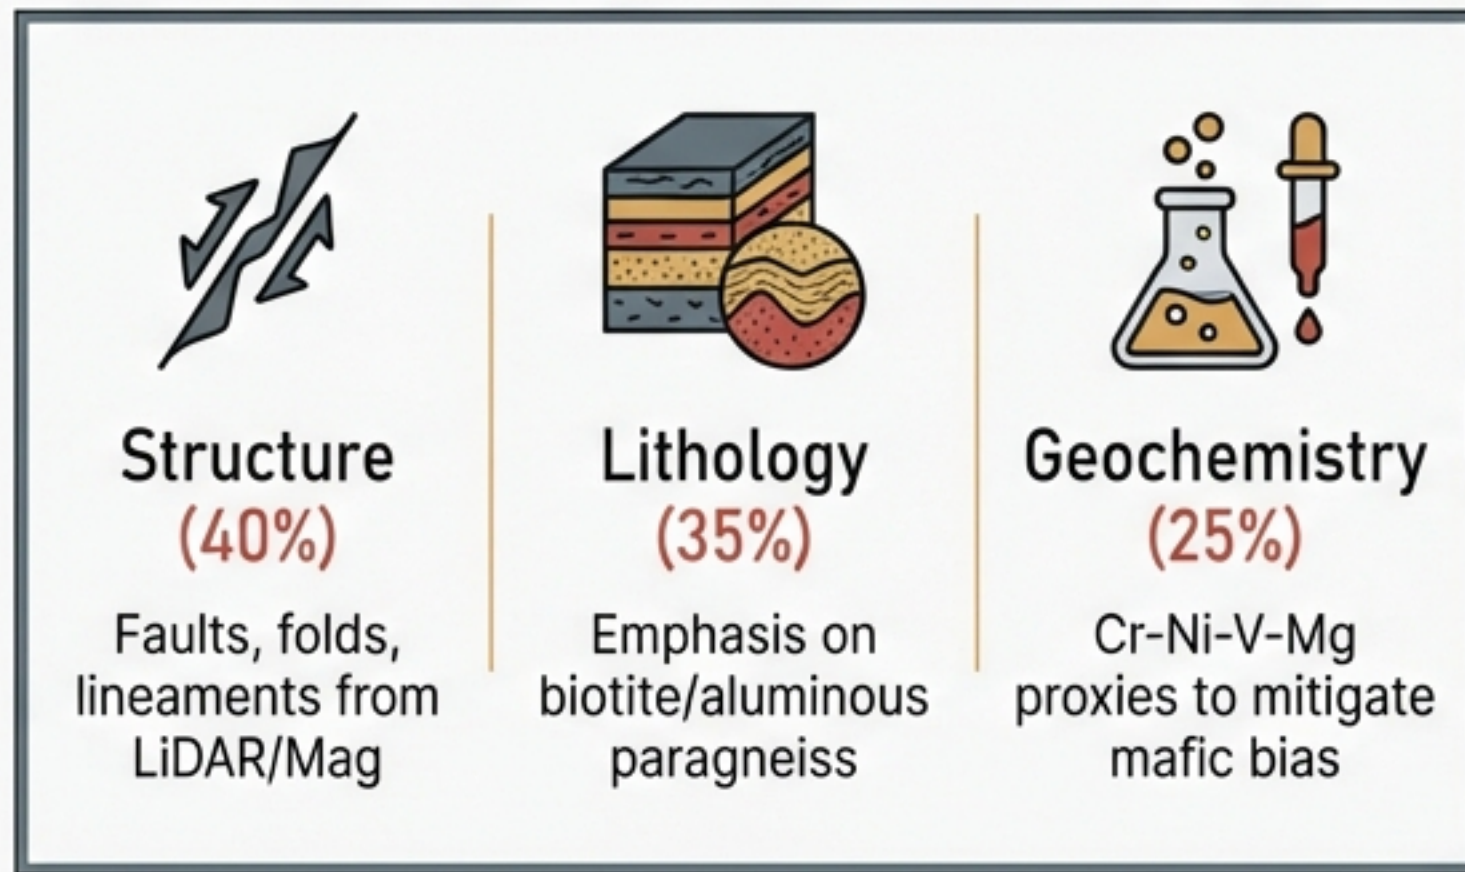 Structure
(40%)
Faults, folds,
lineaments from
LiDAR/Mag
Lithology
(35%)
Emphasis on
biotite/aluminous
paragneiss
Geochemistry
(25%)
Cr-Ni-V-Mg
proxies to mitigate
mafic bias